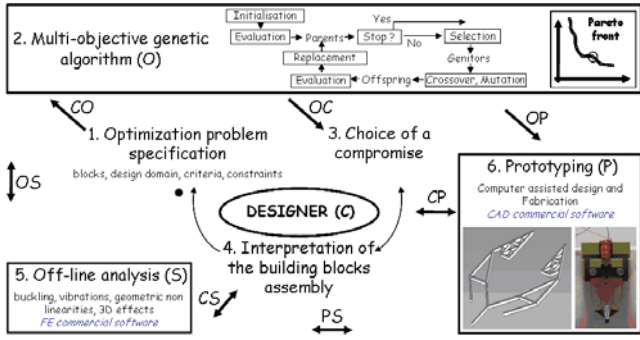 Initialisation
Yes
2. Multi-objective genetic
algorithm (O)
Evaluation
Parents
Stop ?
No
Selection
Replacement
Genitors
Evaluation
Offspring
Crossover, Mutation
Pareto
front
CO
OC
OP
1. Optimization problem
specification
blocks, design domain, criteria, constraints
3. Choice of a
compromise
OS
DESIGNER (C)
CP
4. Interpretation of
the building blocks
assembly
5. Off-line analysis (S)
buckling, vibrations, geometric non
linearities, 3D effects
FE commercial software
CS
PS
6. Prototyping (P)
Computer assisted design and
Fabrication
CAD commercial software